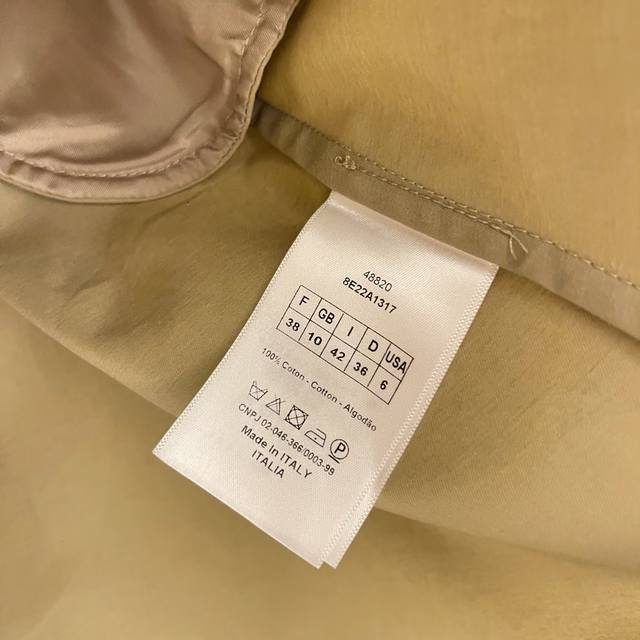 48820
8E22A1317
F GB I D USA
38 10 42 36 6
100% Coton - Cotton - Algodão
P
CNPJ 02-046-366/0003-99
Made In ITALY
ITALIA